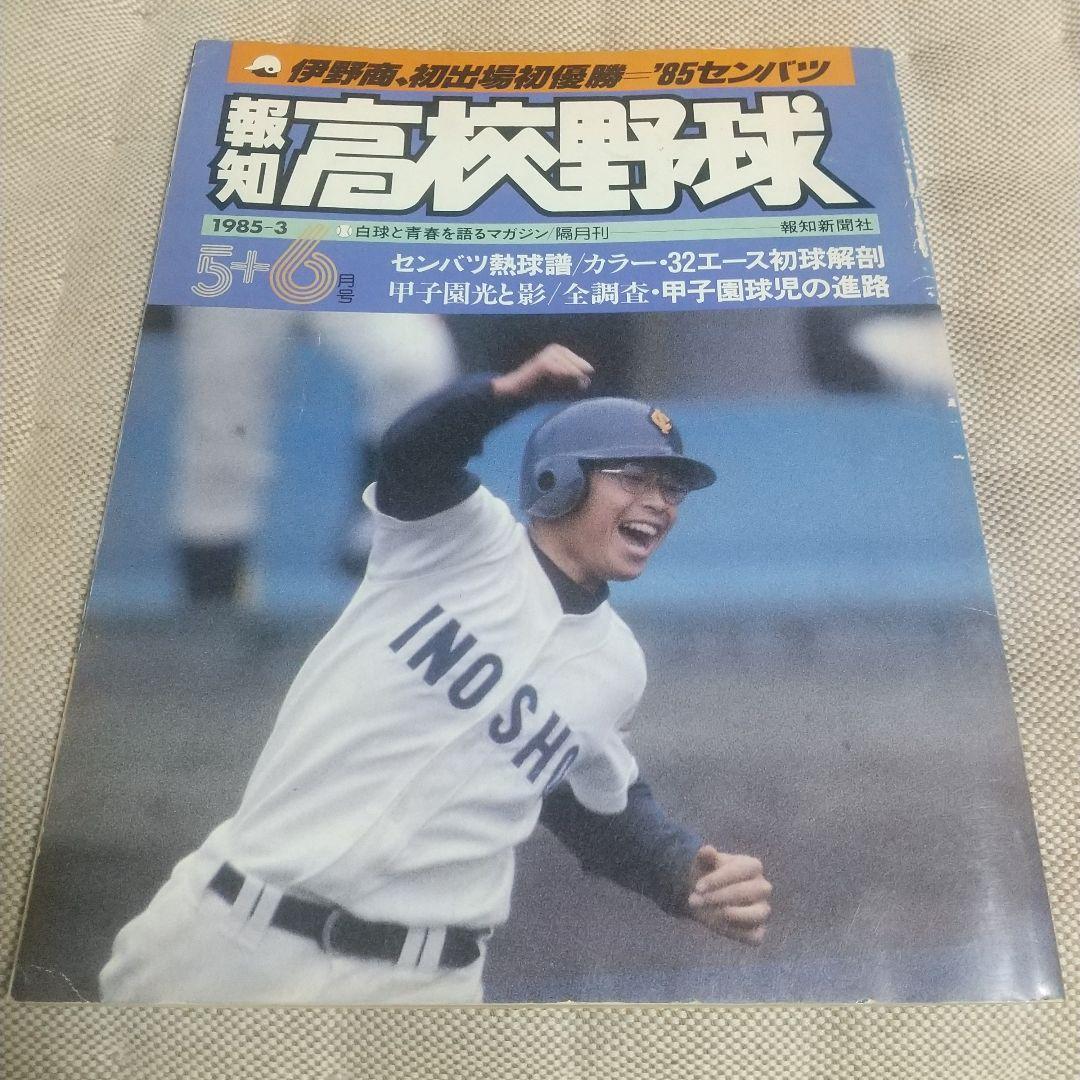 伊野商、初出場初優勝='85センバツ
報知高校野球
1985-3
白球と青春を語るマガジン/隔月刊
報知新聞社
5+6月号
センバツ熱球譜/カラー・32エース初球解剖
甲子園光と影/全調査・甲子園球児の進路
INOSHO